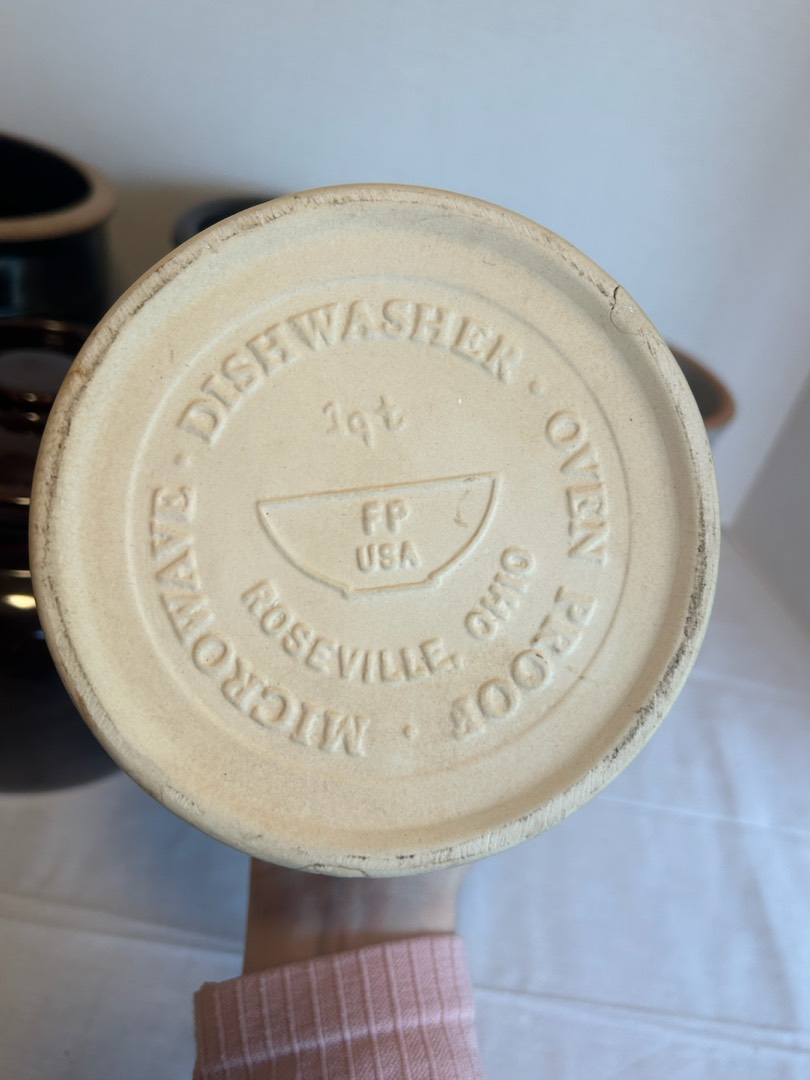 MICROWAVE · DISHWASHER · OVEN PROOF ·
1qt
FP
USA
ROSEVILLE, OHIO